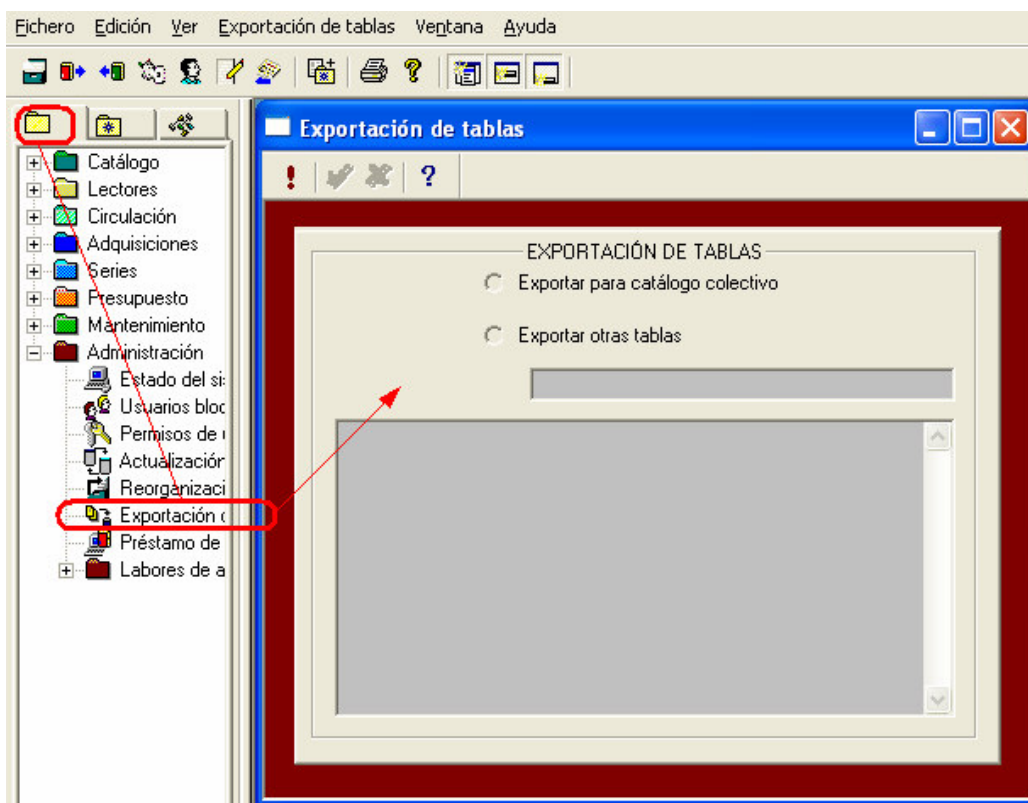 Fichero Edición Ver Exportación de tablas Ventana Ayuda
Exportación de tablas
Catálogo
Lectores
Circulación
Adquisiciones
Series
Presupuesto
Mantenimiento
Administración
Estado del si
Usuarios bloc
Permisos de
Actualización
Reorganizaci
Exportación
Préstamo de
Labores de a
EXPORTACIÓN DE TABLAS
Exportar para catálogo colectivo
Exportar otras tablas